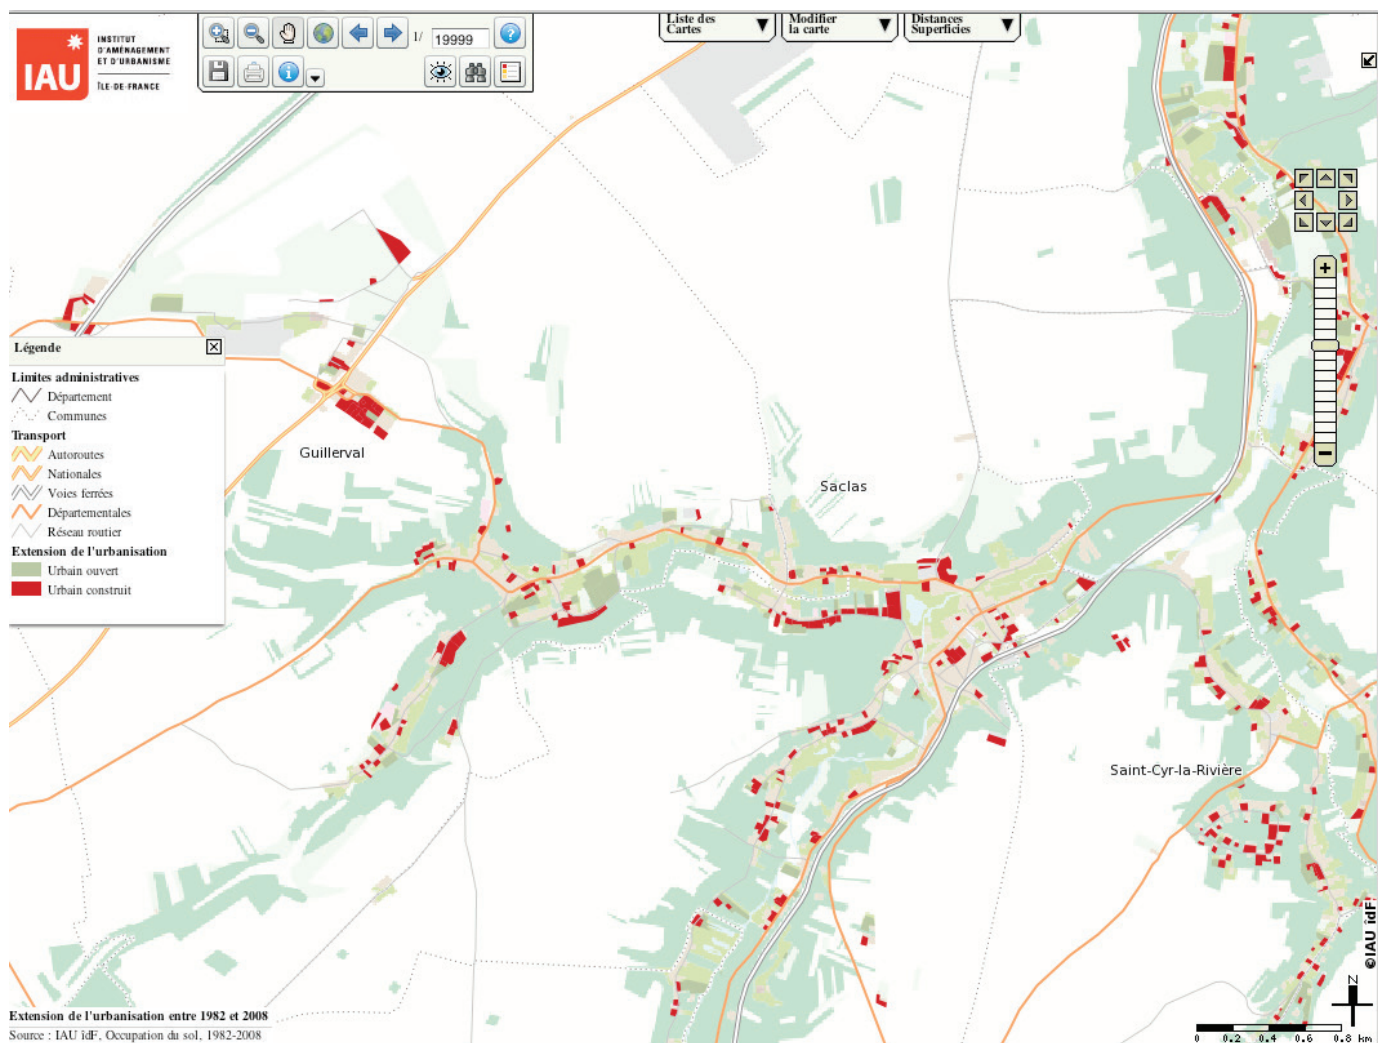 IAU
INSTITUT
D'AMÉNAGEMENT
ET D'URBANISME
ÎLE-DE-FRANCE
1/ 19999
?
i
Liste des
Cartes
Modifier
la carte
Distances
Superficies
Légende
Limites administratives
Département
Communes
Transport
Autoroutes
Nationales
Voies ferrées
Départementales
Réseau routier
Extension de l'urbanisation
Urbain ouvert
Urbain construit
Guillerval
Saclas
Saint-Cyr-la-Rivière
+
−
©IAU îdF
N
0 0.2 0.4 0.6 0.8 km
Extension de l'urbanisation entre 1982 et 2008
Source : IAU îdF, Occupation du sol, 1982-2008